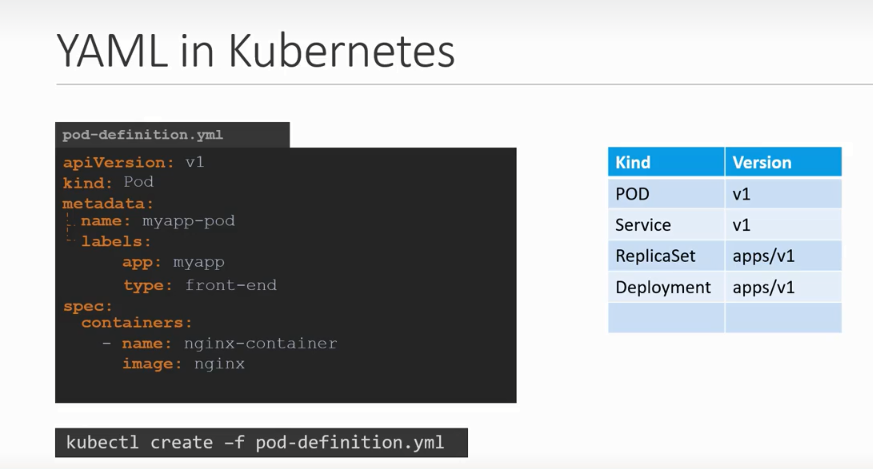 YAML in Kubernetes
pod-definition.yml
apiVersion: v1
kind: Pod
metadata:
name: myapp-pod
labels:
app: myapp
type: front-end
spec:
containers:
- name: nginx-container
image: nginx
kubectl create –f pod-definition.yml
Kind Version
POD v1
Service v1
ReplicaSet apps/v1
Deployment apps/v1